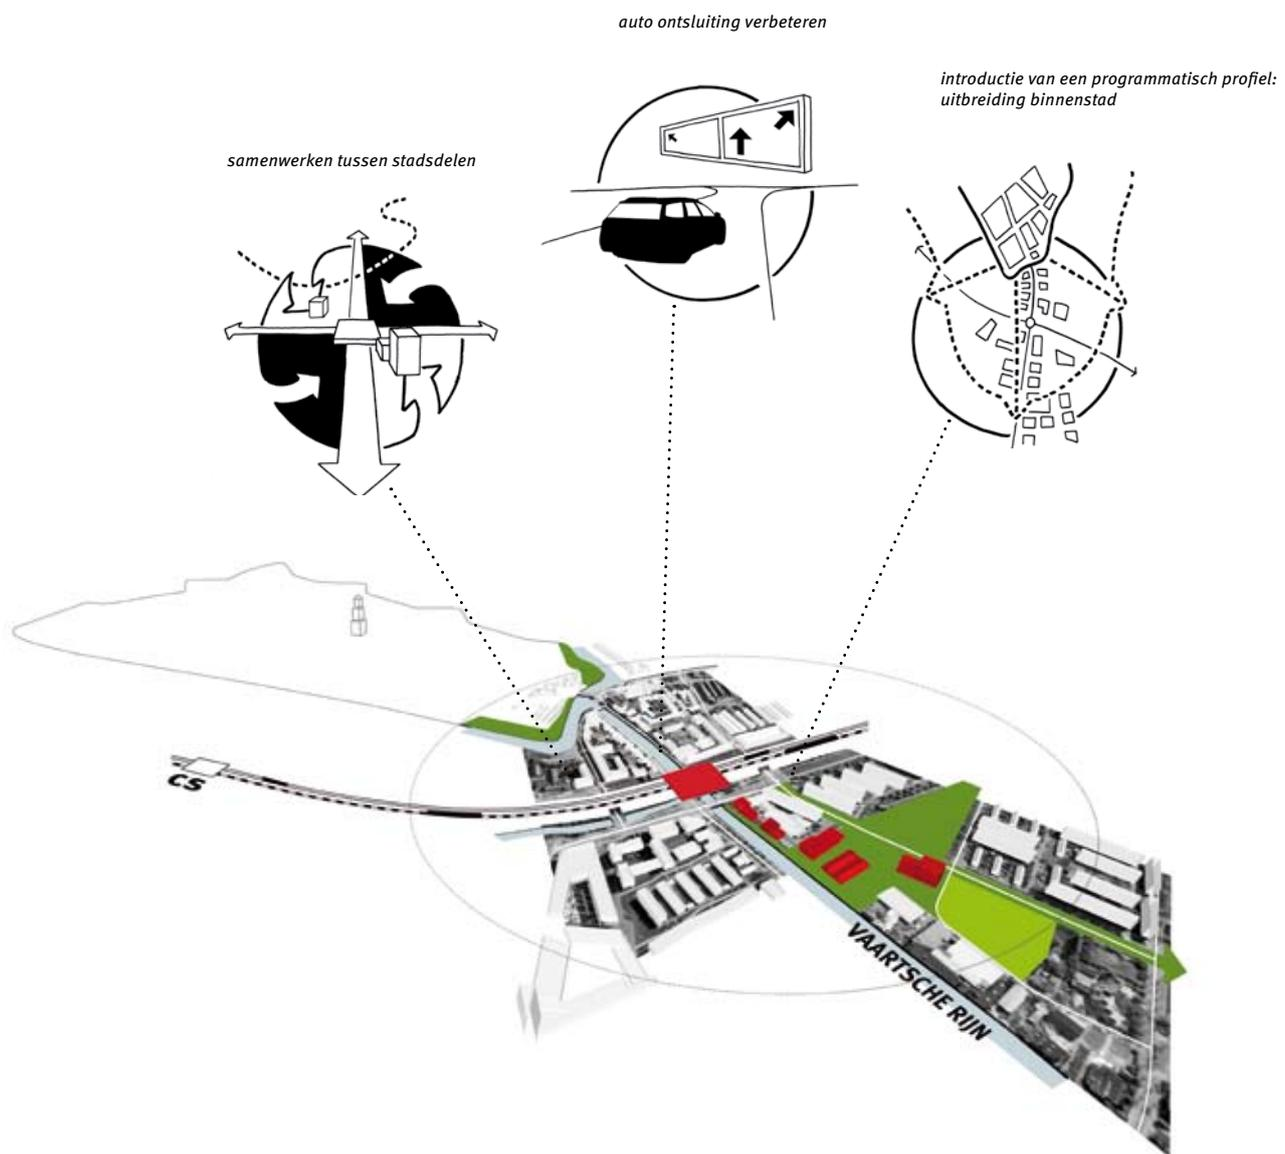 auto ontsluiting verbeteren
introductie van een programmatisch profiel:
uitbreiding binnenstad
samenwerken tussen stadsdelen
CS
VAARTSCHE RIJN